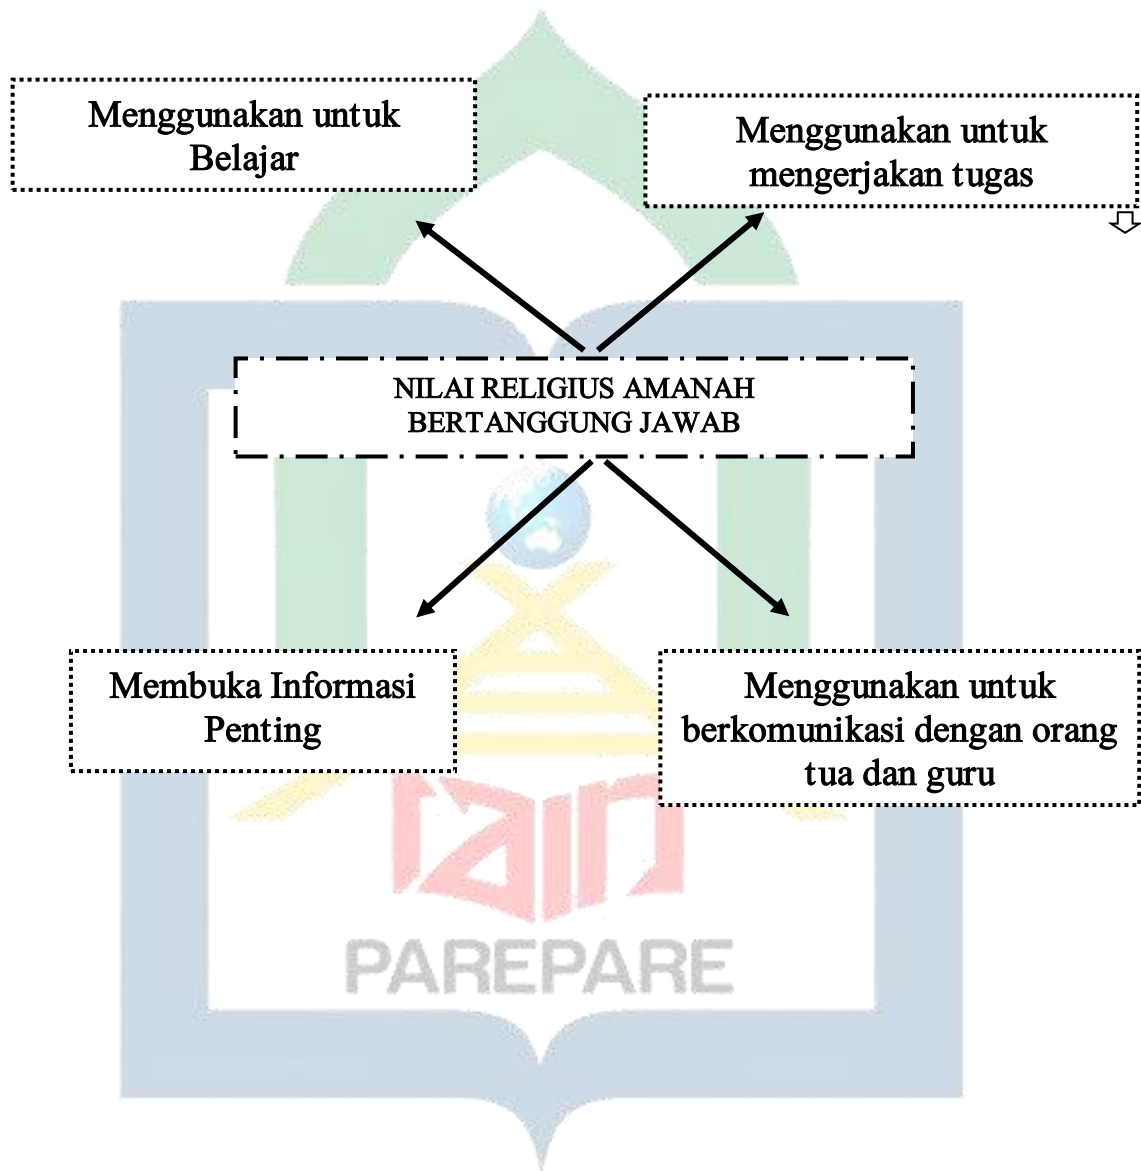 Menggunakan untuk
Belajar
Menggunakan untuk
mengerjakan tugas
NILAI RELIGIUS AMANAH
BERTANGGUNG JAWAB
Membuka Informasi
Penting
Menggunakan untuk
berkomunikasi dengan orang
tua dan guru
iain
PAREPARE